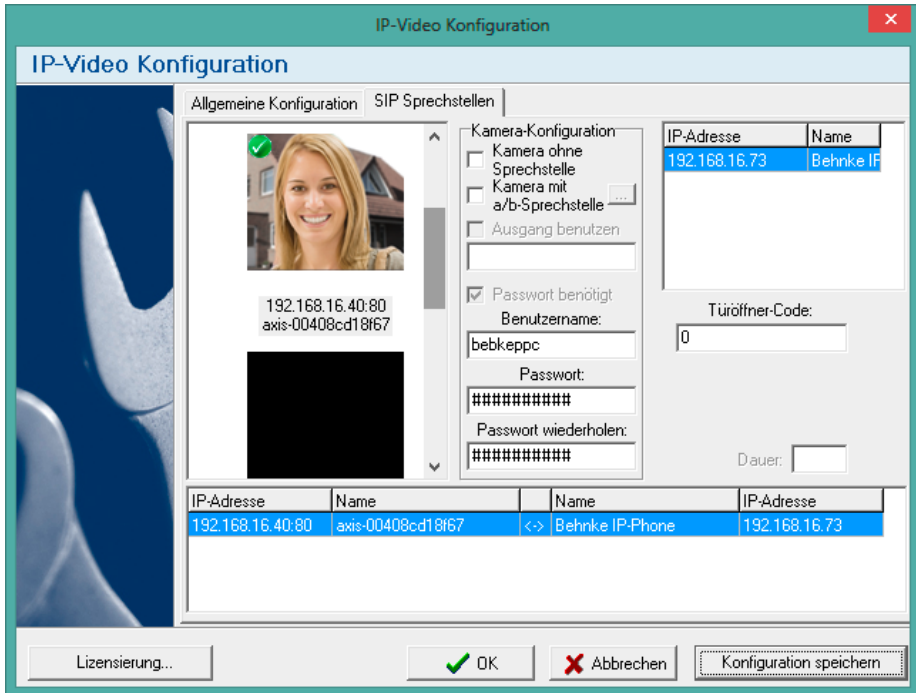 IP-Video Konfiguration
IP-Video Konfiguration
Allgemeine Konfiguration
SIP Sprechstellen
192.168.16.40:80
axis-00408cd18f67
Kamera-Konfiguration
Kamera ohne
Sprechstelle
Kamera mit
a/b-Sprechstelle
...
Ausgang benutzen
Passwort benötigt
Benutzername:
bebkeppc
Passwort:
##########
Passwort wiederholen:
##########
IP-Adresse Name
192.168.16.73 Behnke IF
Türöffner-Code:
0
Dauer:
IP-Adresse Name Name IP-Adresse
192.168.16.40:80 axis-00408cd18f67 <-> Behnke IP-Phone 192.168.16.73
Lizensierung...
OK
Abbrechen
Konfiguration speichern